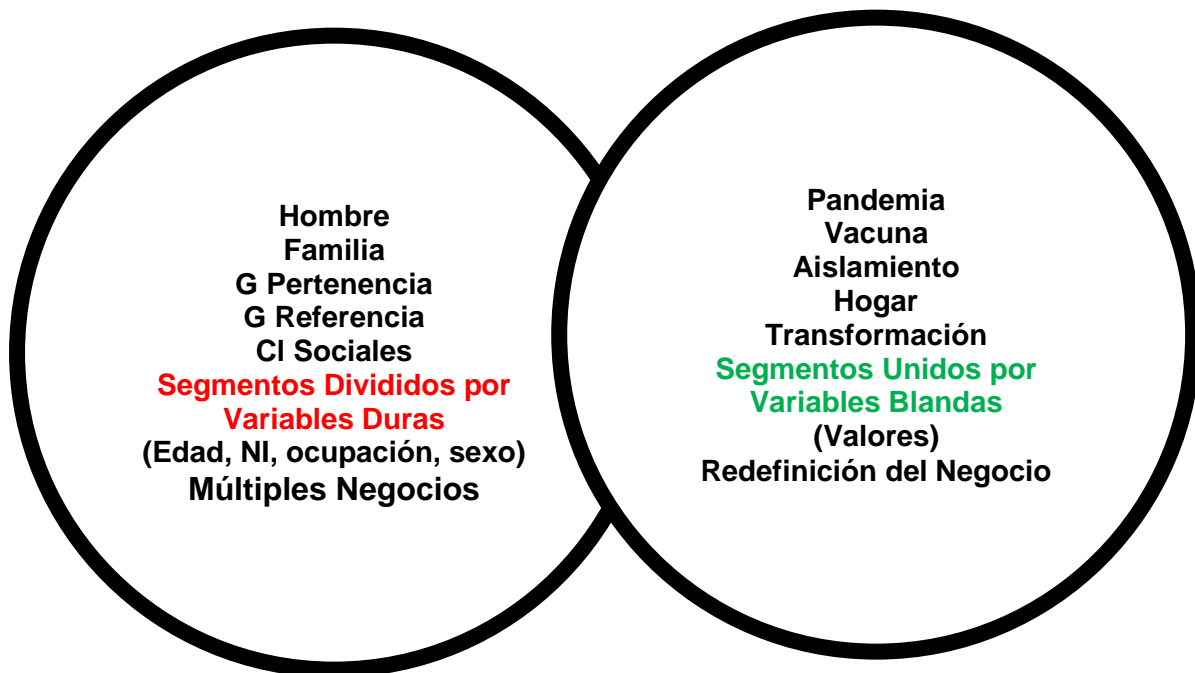 Hombre
Familia
G Pertenencia
G Referencia
Cl Sociales
Segmentos Divididos por
Variables Duras
(Edad, NI, ocupación, sexo)
Múltiples Negocios
Pandemia
Vacuna
Aislamiento
Hogar
Transformación
Segmentos Unidos por
Variables Blandas
(Valores)
Redefinición del Negocio